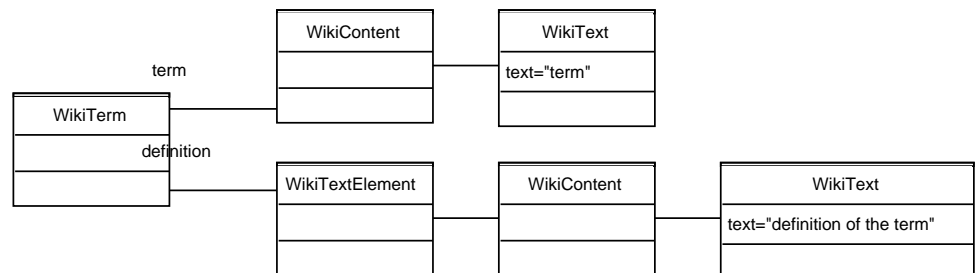 WikiContent
WikiText
text="term"
term
WikiTerm
definition
WikiTextElement
WikiContent
WikiText
text="definition of the term"